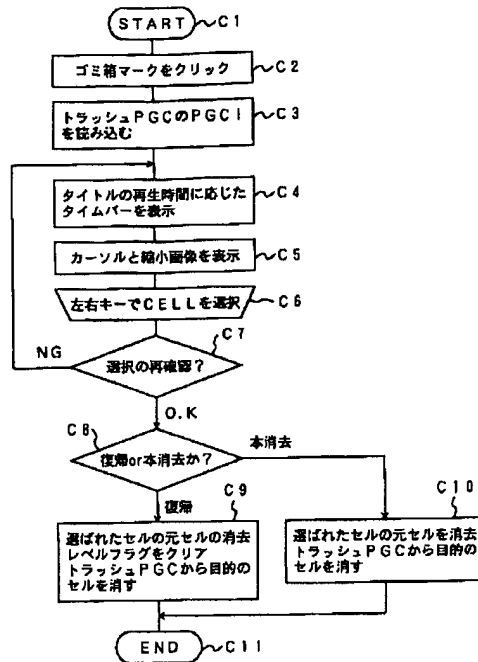 START
C1
ゴミ箱マークをクリック
C2
トラッシュPGCのPGCI
を読み込む
C3
タイトルの再生時間に応じた
タイムバーを表示
C4
カーソルと縮小画像を表示
C5
左右キーでCELLを選択
C6
C7
NG
選択の再確認?
O.K
C8
復帰or本消去か?
本消去
復帰
C9
選ばれたセルの元セルの消去
レベルフラグをクリア
トラッシュPGCから目的の
セルを消す
C10
選ばれたセルの元セルを消去
トラッシュPGCから目的の
セルを消す
END
C11